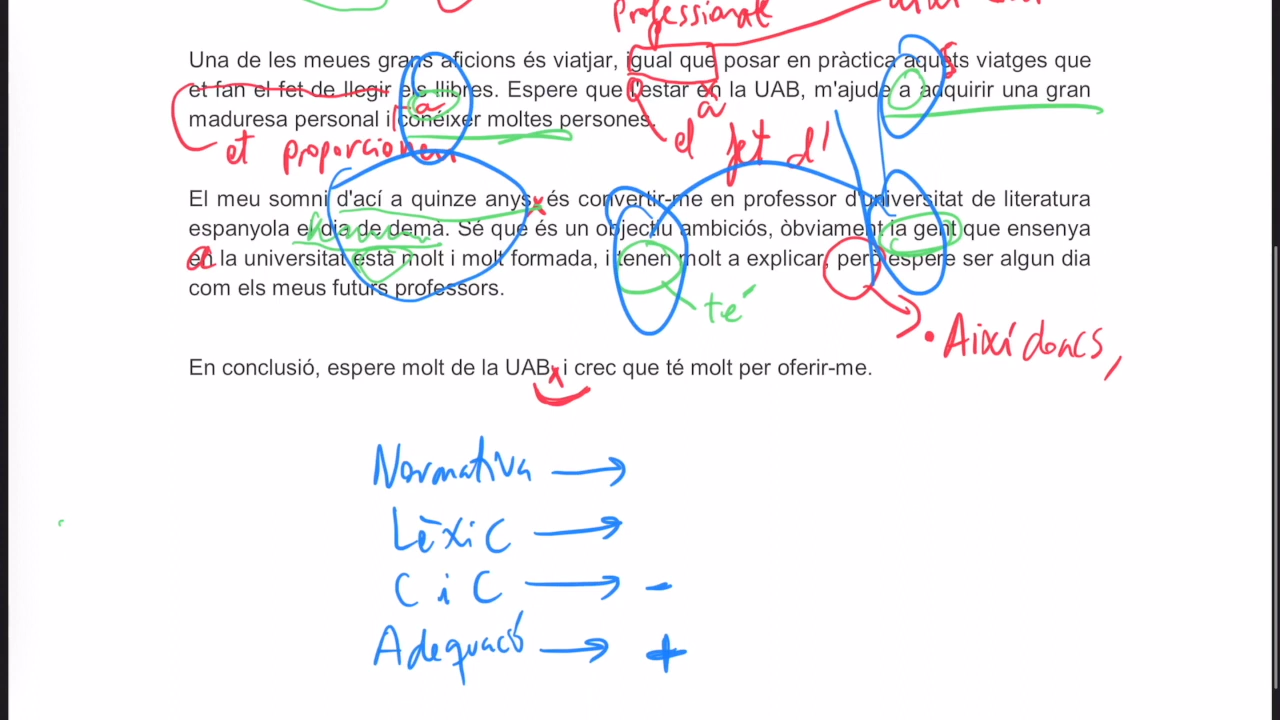 Professionals
Una de les meues grans aficions és viatjar, igual que posar en pràctica aquets viatges que
s
et fan el fet de llegir els llibres. Espere que l'estar en la UAB, m'ajude a adquirir una gran
a
a
maduresa personal i conéixer moltes persones.
et proporcionen
el fet d'
El meu somni d'ací a quinze anys, és convertir-me en professor d'universitat de literatura
espanyola el dia de demà. Sé que és un objectiu ambiciós, òbviament la gent que ensenya
a
en la universitat està molt i molt formada, i tenen molt a explicar, però espere ser algun dia
com els meus futurs professors.
té
• Així doncs,
En conclusió, espere molt de la UAB, i crec que té molt per oferir-me.
Normativa →
Lèxic →
C i C → -
Adequació → +